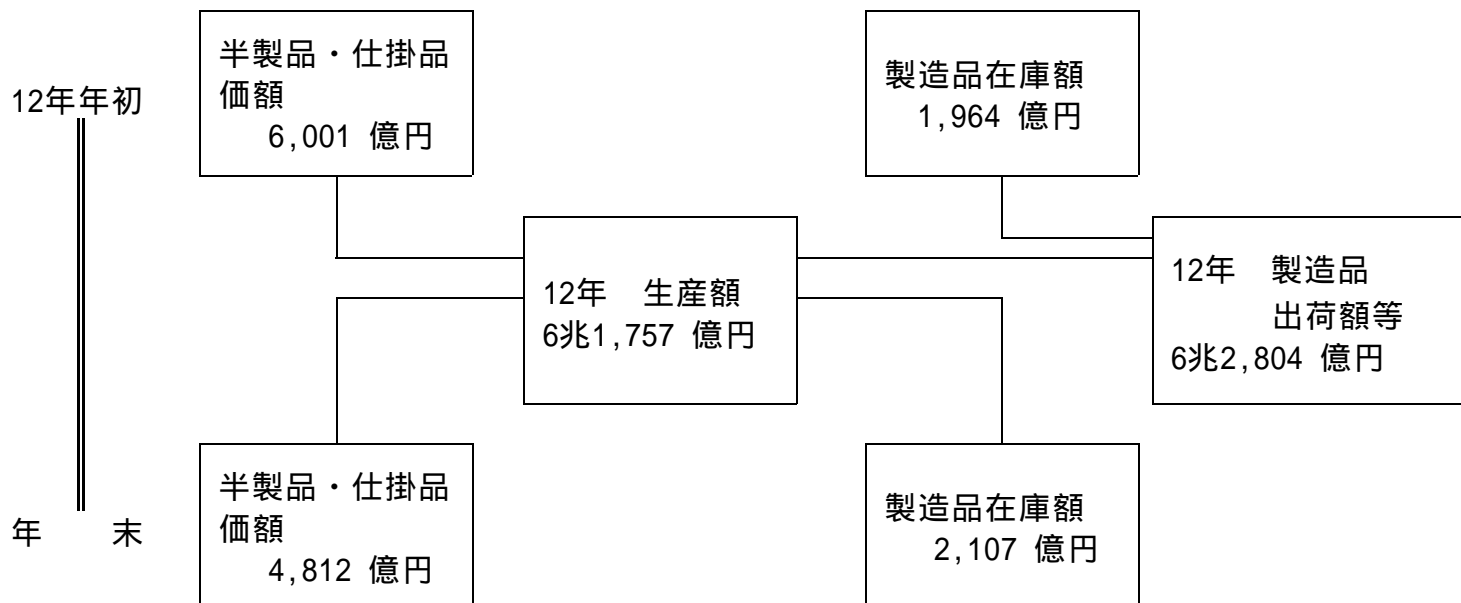 12年年初
半製品・仕掛品
価額
6,001 億円
製造品在庫額
1,964 億円
12年 生産額
6兆1,757 億円
12年 製造品
出荷額等
6兆2,804 億円
年 末
半製品・仕掛品
価額
4,812 億円
製造品在庫額
2,107 億円